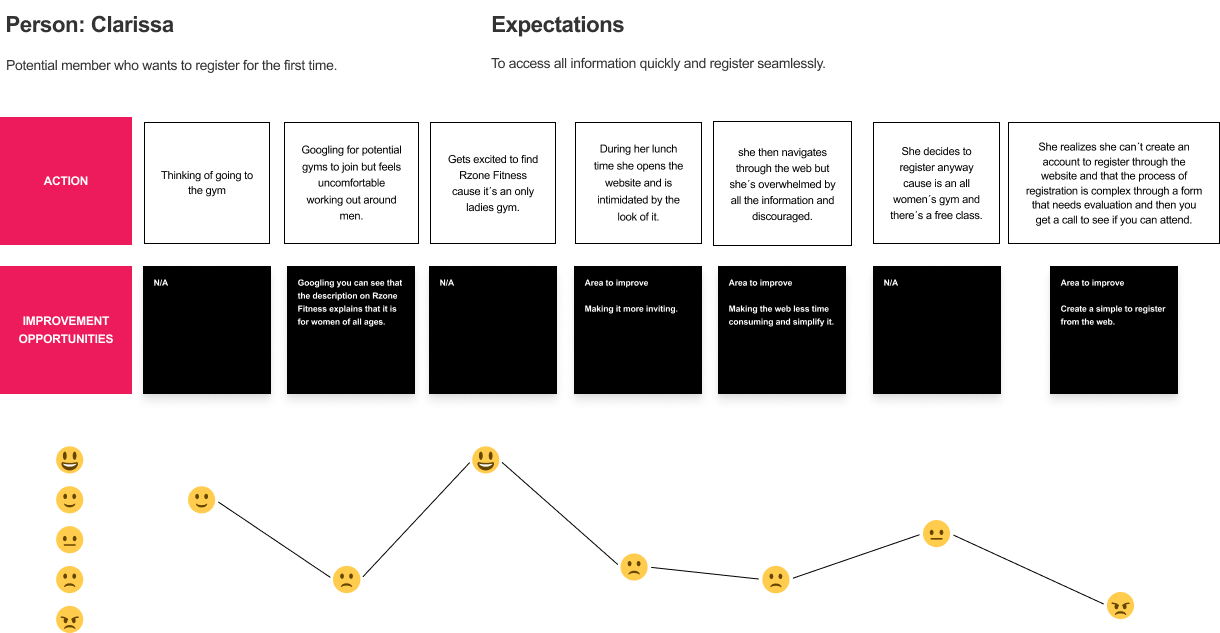 Person: Clarissa
Potential member who wants to register for the first time.
Expectations
To access all information quickly and register seamlessly.
ACTION
Thinking of going to
the gym
Googling for potential
gyms to join but feels
uncomfortable
working out around
men.
Gets excited to find
Rzone Fitness
cause it´s an only
ladies gym.
During her lunch
time she opens the
website and is
intimidated by the
look of it.
she then navigates
through the web but
she´s overwhelmed by
all the information and
discouraged.
She decides to
register anyway
cause is an all
women´s gym and
there´s a free class.
She realizes she can´t create an
account to register through the
website and that the process of
registration is complex through a form
that needs evaluation and then you
get a call to see if you can attend.
IMPROVEMENT
OPPORTUNITIES
N/A
Googling you can see that
the description on Rzone
Fitness explains that it is
for women of all ages.
N/A
Area to improve
Making it more inviting.
Area to improve
Making the web less time
consuming and simplify it.
N/A
Area to improve
Create a simple to register
from the web.